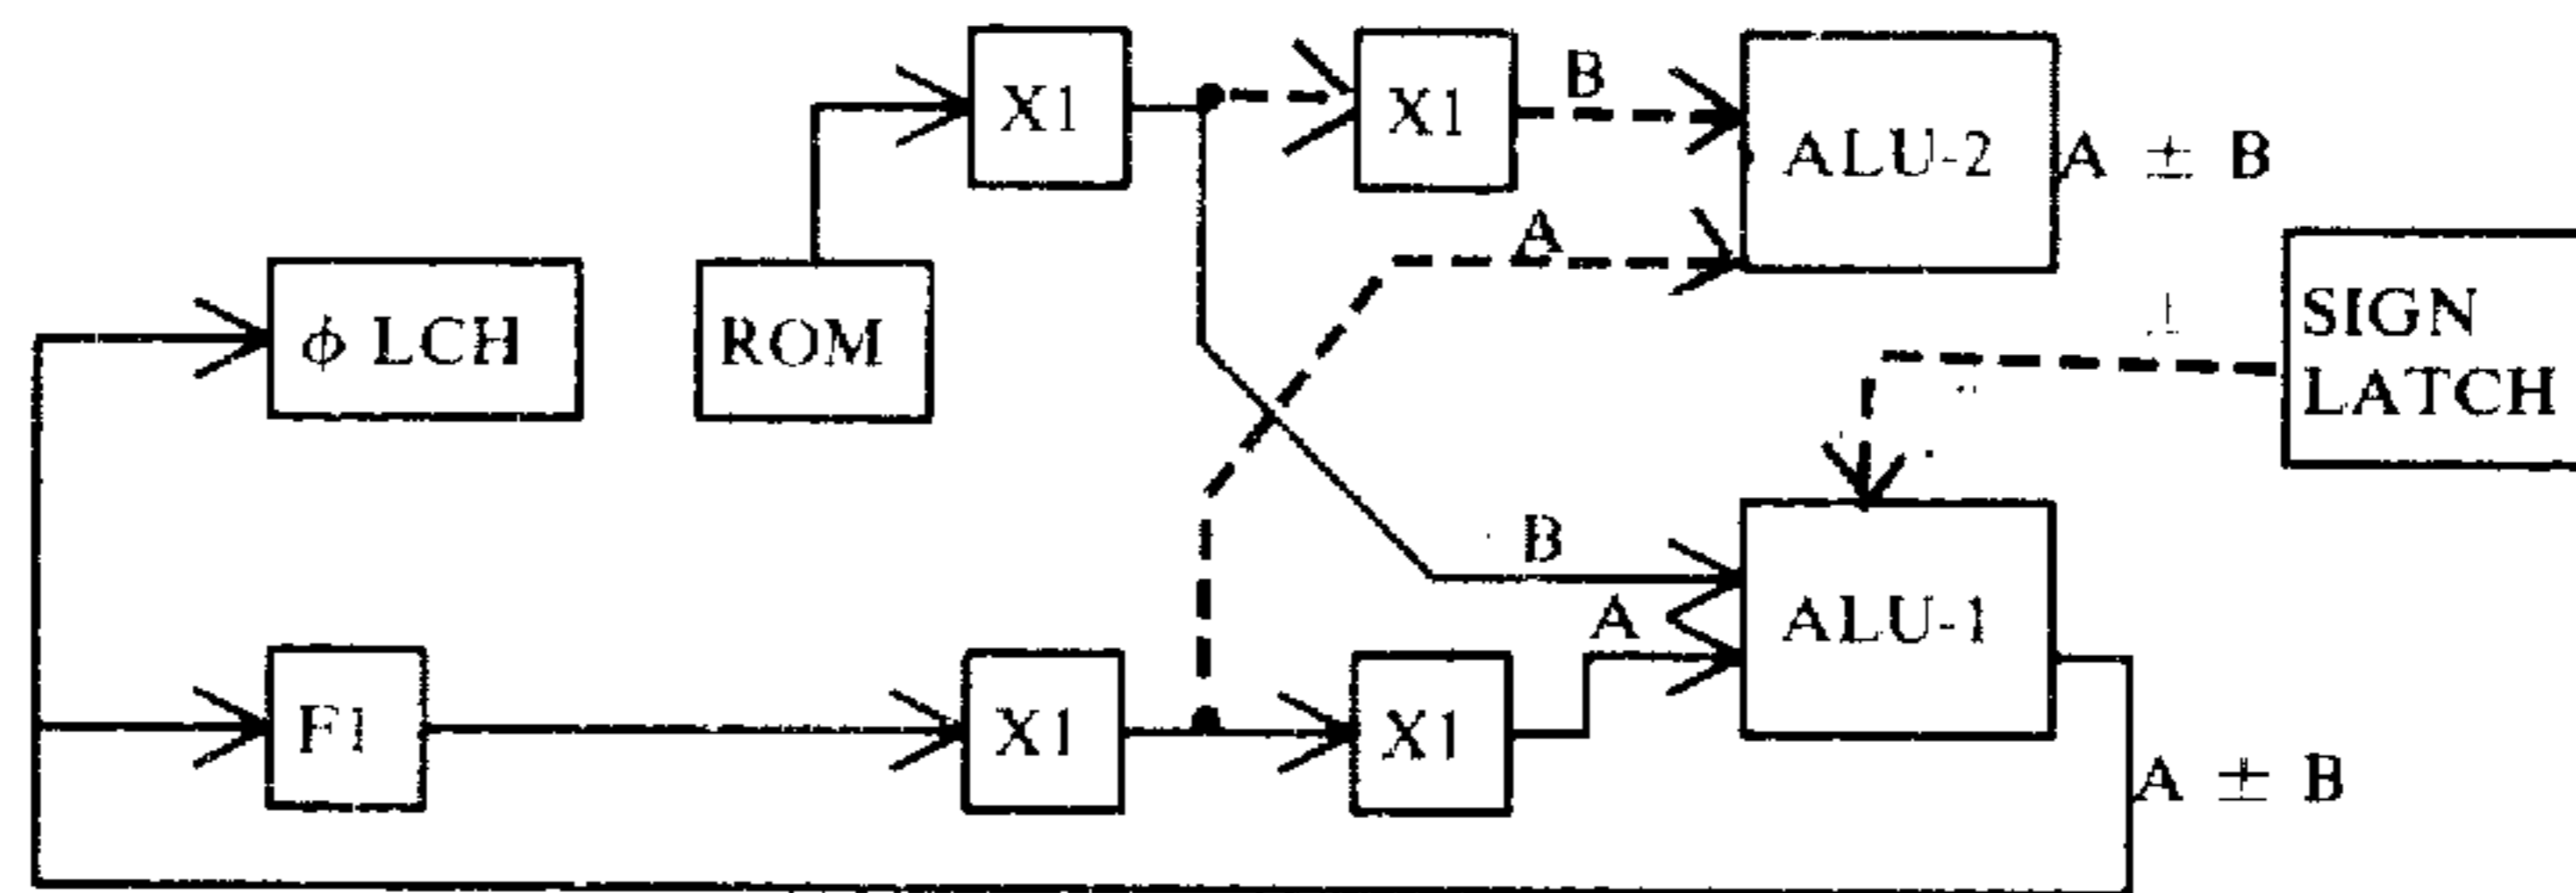 X1
X1
B
ALU-2
A ± B
A
φ LCH
ROM
±
SIGN
LATCH
B
A
ALU-1
F1
X1
X1
A ± B